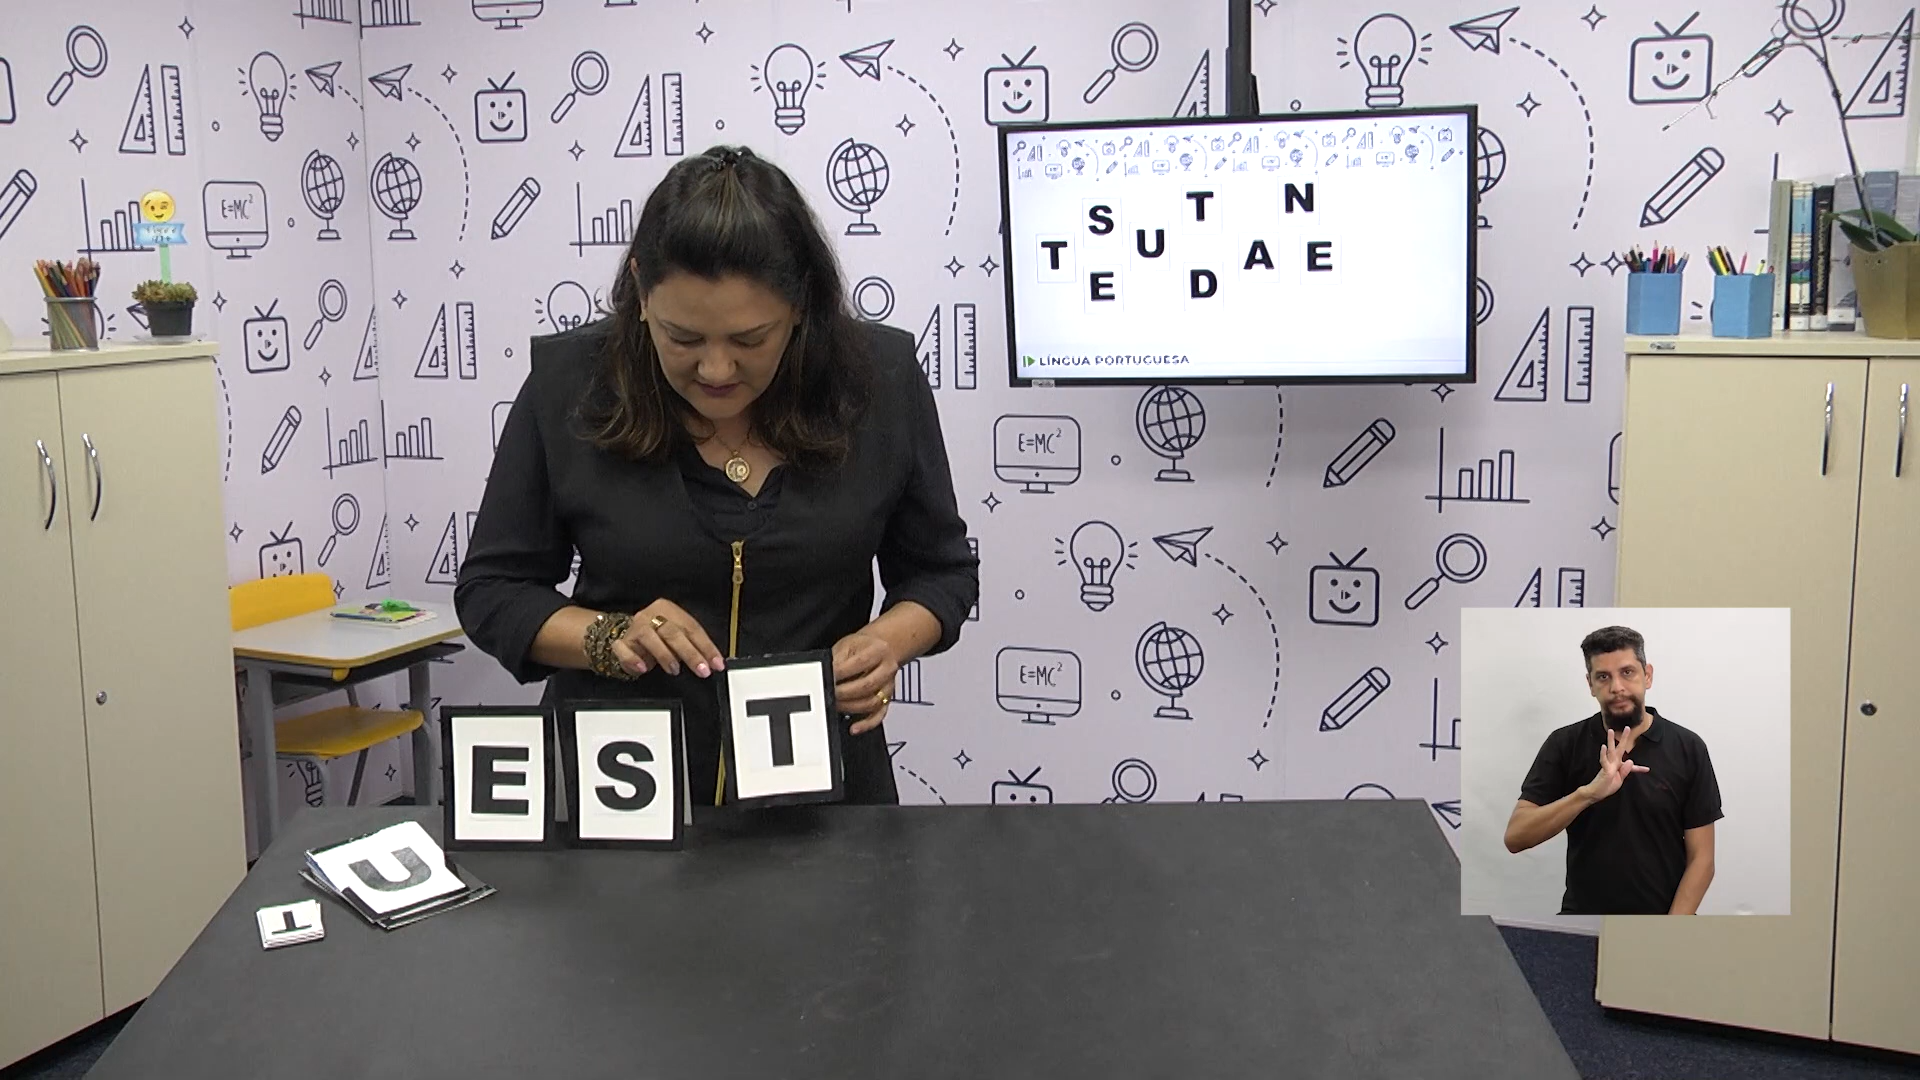 E=MC²
T N
S
U
T A E
E D
LÍNGUA PORTUGUESA
E=MC²
E=MC²
E S T
U
T